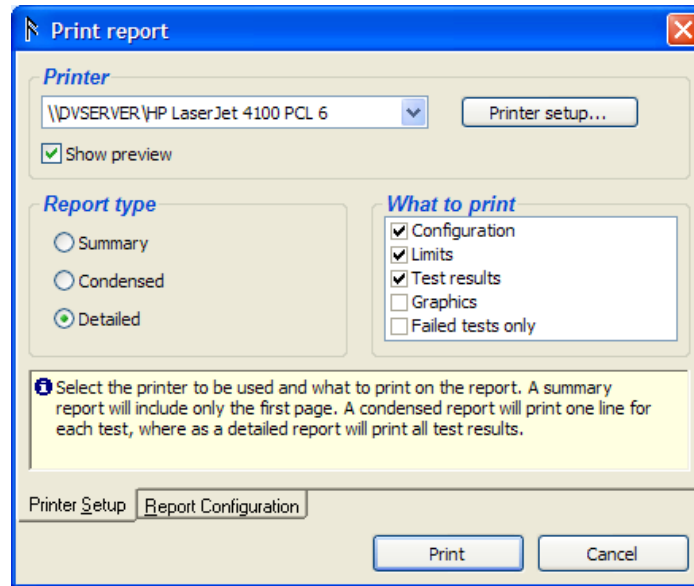 Print report
Printer
\\DVSERVER\HP LaserJet 4100 PCL 6
Printer setup...
Show preview
Report type
Summary
Condensed
Detailed
What to print
Configuration
Limits
Test results
Graphics
Failed tests only
Select the printer to be used and what to print on the report. A summary
report will include only the first page. A condensed report will print one line for
each test, where as a detailed report will print all test results.
Printer Setup
Report Configuration
Print
Cancel